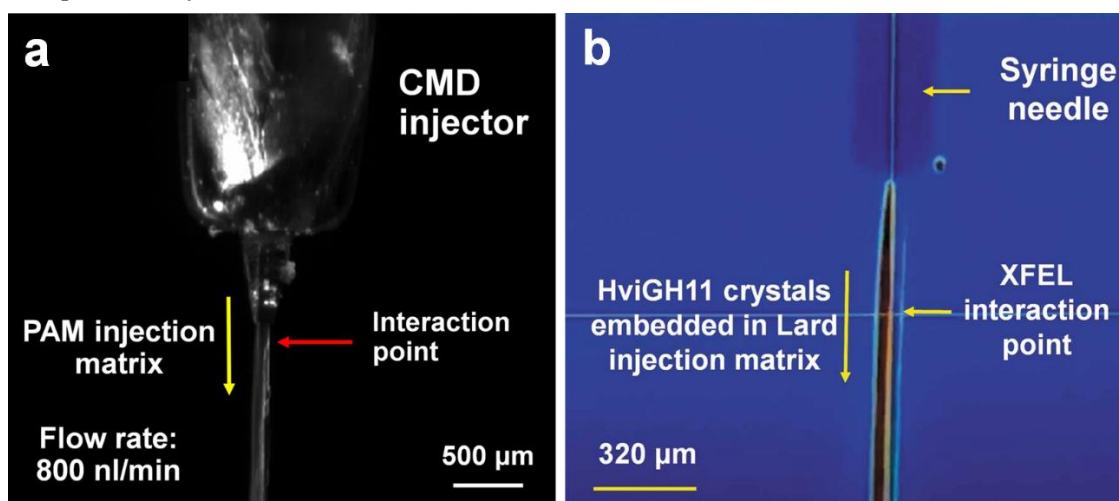 a
CMD
injector
PAM injection
matrix
Interaction
point
Flow rate:
800 nl/min
500 µm
b
Syringe
needle
HviGH11 crystals
embedded in Lard
injection matrix
XFEL
interaction
point
320 µm